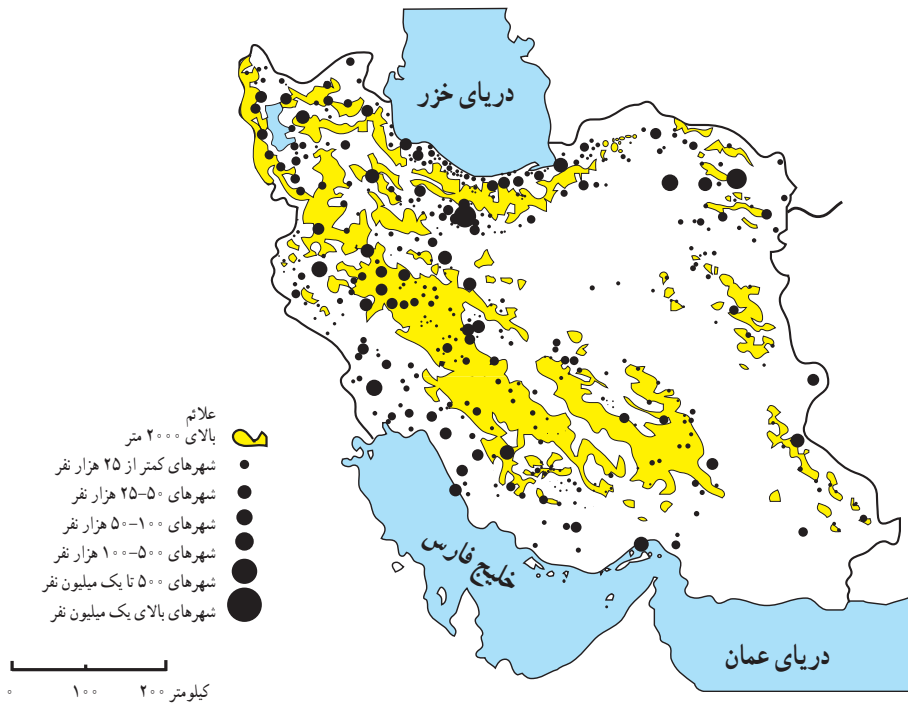 دریای خزر
خلیج فارس
دریای عمان
علائم
بالای ۲۰۰۰ متر
شهرهای کمتر از ۲۵ هزار نفر
شهرهای ۵۰-۲۵ هزار نفر
شهرهای ۱۰۰-۵۰ هزار نفر
شهرهای ۵۰۰-۱۰۰ هزار نفر
شهرهای ۵۰۰ تا یک میلیون نفر
شهرهای بالای یک میلیون نفر
۰ ۱۰۰ ۲۰۰ کیلومتر